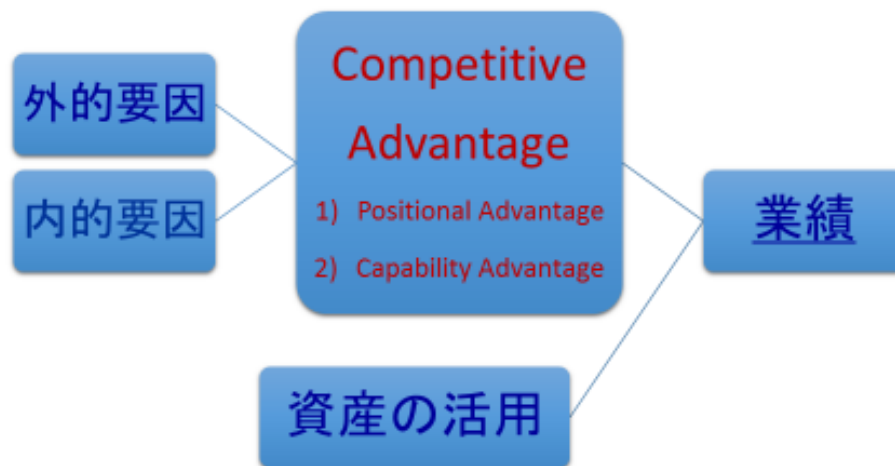 外的要因
内的要因
Competitive
Advantage
1) Positional Advantage
2) Capability Advantage
業績
資産の活用